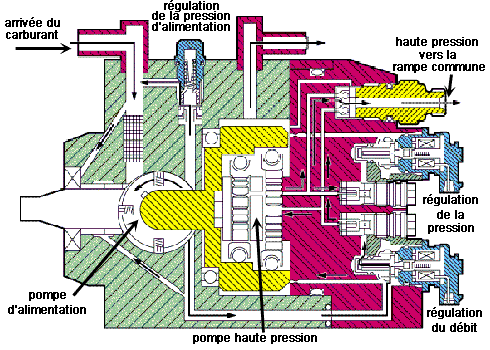 arrivée du
carburant
régulation
de la pression
d'alimentation
haute pression
vers la
rampe commune
régulation
de la
pression
pompe
d'alimentation
pompe haute pression
régulation
du débit